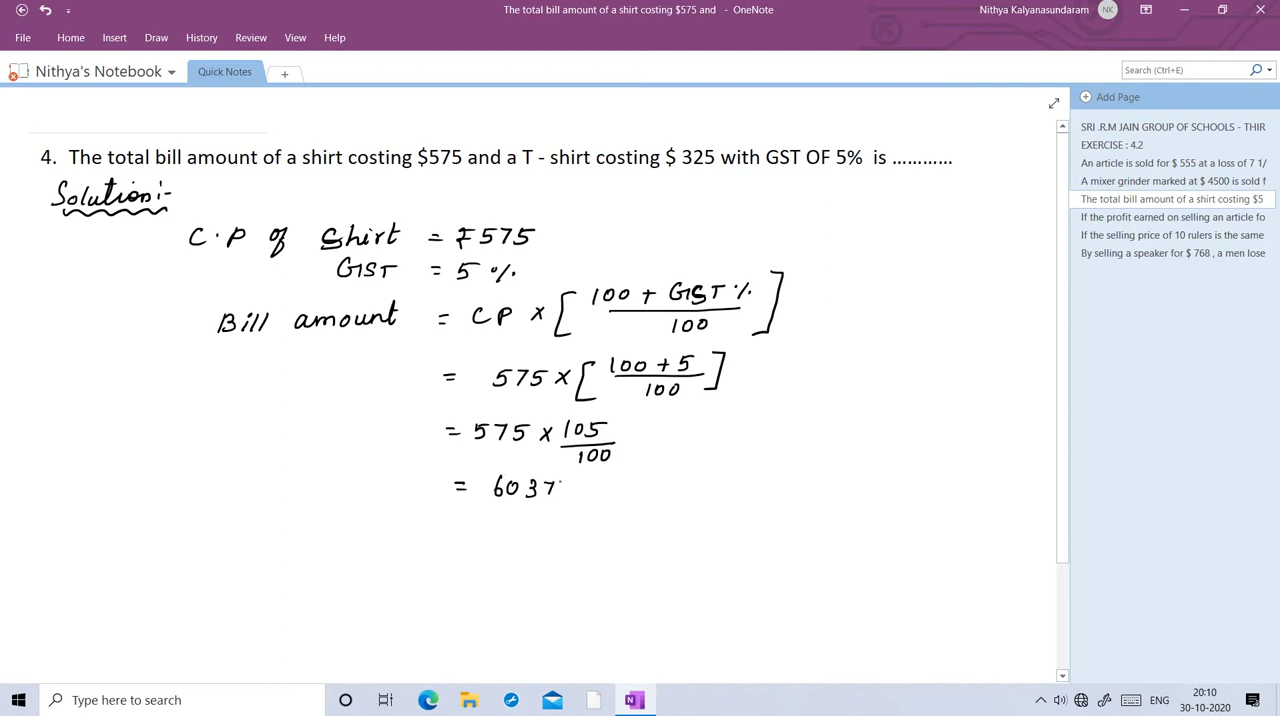 The total bill amount of a shirt costing $575 and - OneNote
Nithya Kalyanasundaram NK
File Home Insert Draw History Review View Help
Nithya's Notebook Quick Notes +
Search (Ctrl+E)
Add Page
SRI .R.M JAIN GROUP OF SCHOOLS - THIR
EXERCISE : 4.2
An article is sold for $ 555 at a loss of 7 1/
A mixer grinder marked at $ 4500 is sold f
The total bill amount of a shirt costing $5
If the profit earned on selling an article fo
If the selling price of 10 rulers is the same
By selling a speaker for $ 768 , a men lose
4. The total bill amount of a shirt costing $575 and a T - shirt costing $ 325 with GST OF 5% is ............
Solution:-
C.P of Shirt = ₹575
GST = 5 %
Bill amount = CP × [ 100 + GST % / 100 ]
= 575 × [ 100 + 5 / 100 ]
= 575 × 105 / 100
= 6037
Type here to search
ENG
20:10
30-10-2020